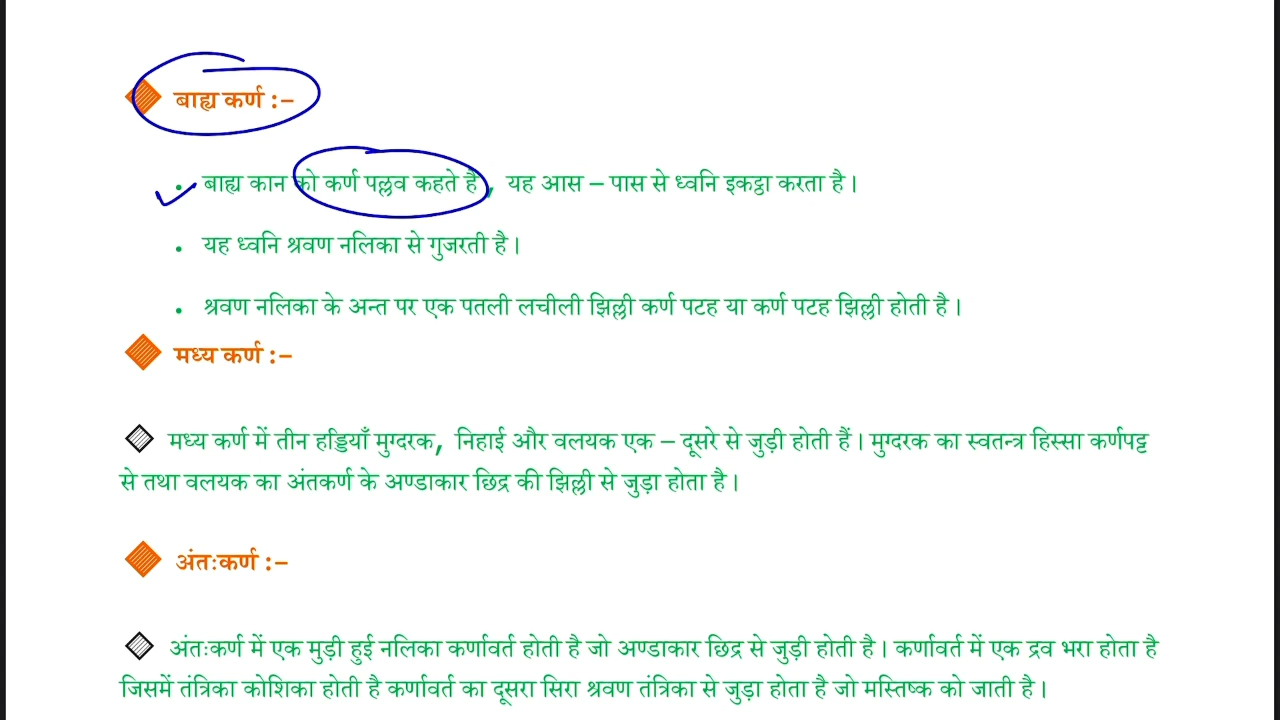 बाह्य कर्ण :–
• बाह्य कान को कर्ण पल्लव कहते है , यह आस – पास से ध्वनि इकट्ठा करता है।
• यह ध्वनि श्रवण नलिका से गुजरती है।
• श्रवण नलिका के अन्त पर एक पतली लचीली झिल्ली कर्ण पटह या कर्ण पटह झिल्ली होती है।
मध्य कर्ण :–
मध्य कर्ण में तीन हड्डियाँ मुग्दरक, निहाई और वलयक एक – दूसरे से जुड़ी होती हैं। मुग्दरक का स्वतन्त्र हिस्सा कर्णपट्ट
से तथा वलयक का अंतकर्ण के अण्डाकार छिद्र की झिल्ली से जुड़ा होता है।
अंतःकर्ण :–
अंतःकर्ण में एक मुड़ी हुई नलिका कर्णावर्त होती है जो अण्डाकार छिद्र से जुड़ी होती है। कर्णावर्त में एक द्रव भरा होता है
जिसमें तंत्रिका कोशिका होती है कर्णावर्त का दूसरा सिरा श्रवण तंत्रिका से जुड़ा होता है जो मस्तिष्क को जाती है।